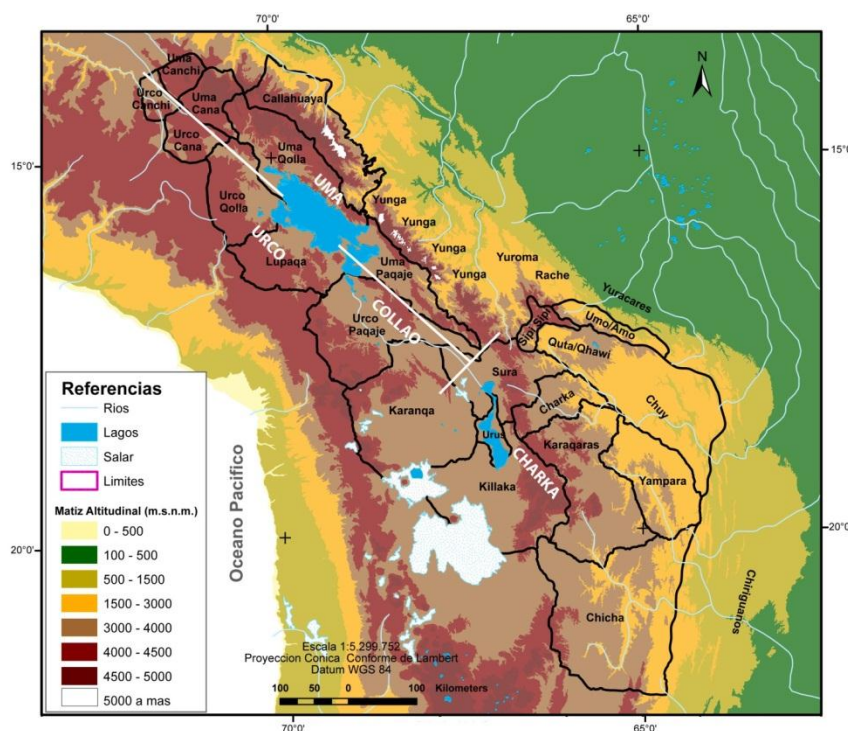 70°0'
65°0'
N
Uma
Canchi
Urco
Canchi
Uma
Cana
Callahuaya
Urco
Cana
15°0'
15°0'
Uma
Qolla
UMA
Urco
Qolla
Yunga
Yunga
URCO
Lupaqa
Yunga
Uma
Paqaje
Yunga
Yuroma
Rache
Yuracares
COLLAO
Urco
Paqaje
Sipi Sipi
Umo/Amo
Quta/Qhawi
Sura
Chuy
Charka
Karanqa
Urus
Karaqaras
CHARKA
Yampara
Killaka
Chicha
Chiriguanos
20°0'
20°0'
Oceano Pacifico
Referencias
Rios
Lagos
Salar
Limites
Matiz Altitudinal (m.s.n.m.)
0 - 500
100 - 500
500 - 1500
1500 - 3000
3000 - 4000
4000 - 4500
4500 - 5000
5000 a mas
Escala 1:5.299.752
Proyeccion Conica Conforme de Lambert
Datum WGS 84
100 50 0 100 Kilometers
70°0'
65°0'